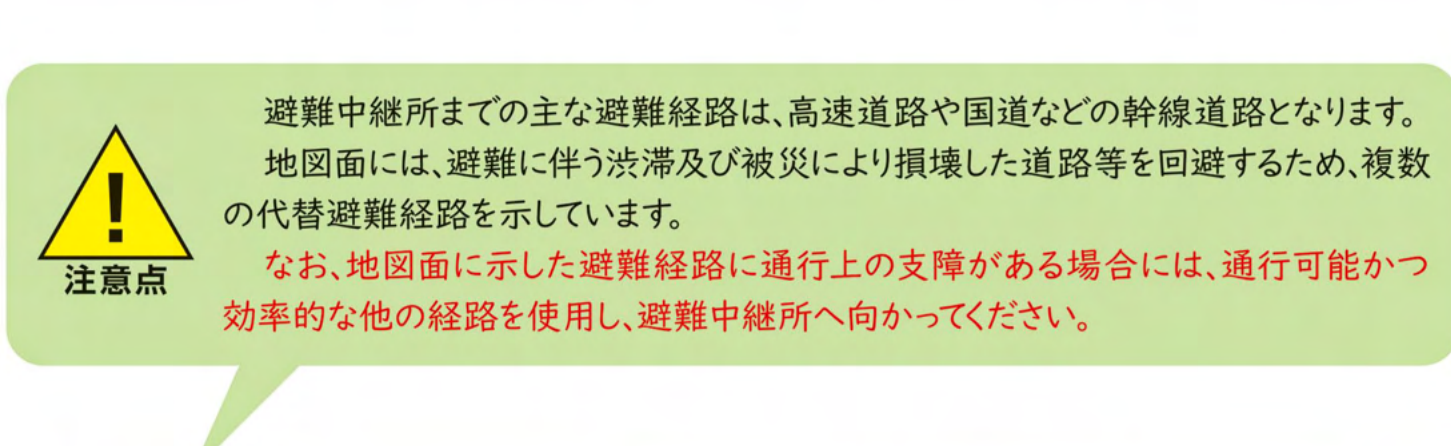 避難中継所までの主な避難経路は、高速道路や国道などの幹線道路となります。
地図面には、避難に伴う渋滞及び被災により損壊した道路等を回避するため、複数
の代替避難経路を示しています。
なお、地図面に示した避難経路に通行上の支障がある場合には、通行可能かつ
効率的な他の経路を使用し、避難中継所へ向かってください。
!
注意点